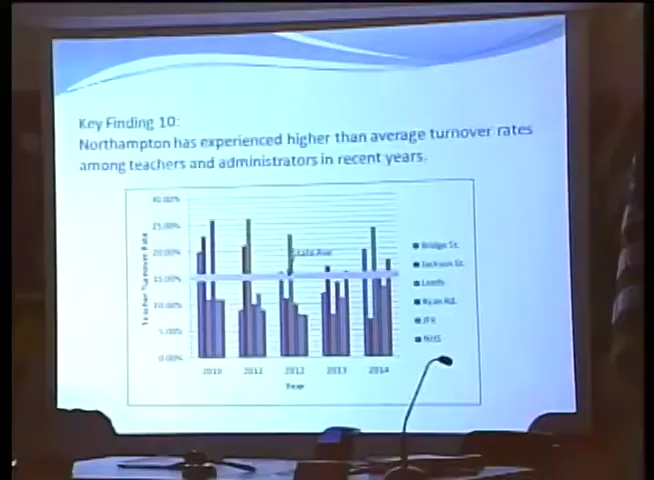 Key Finding 10:
Northampton has experienced higher than average turnover rates
among teachers and administrators in recent years.
30.00%
25.00%
20.00%
15.00%
10.00%
5.00%
0.00%
Teacher Turnover Rate
State Ave
2010 2011 2012 2013 2014
Year
Bridge St.
Jackson St.
Leeds
Ryan Rd.
JFK
NHS